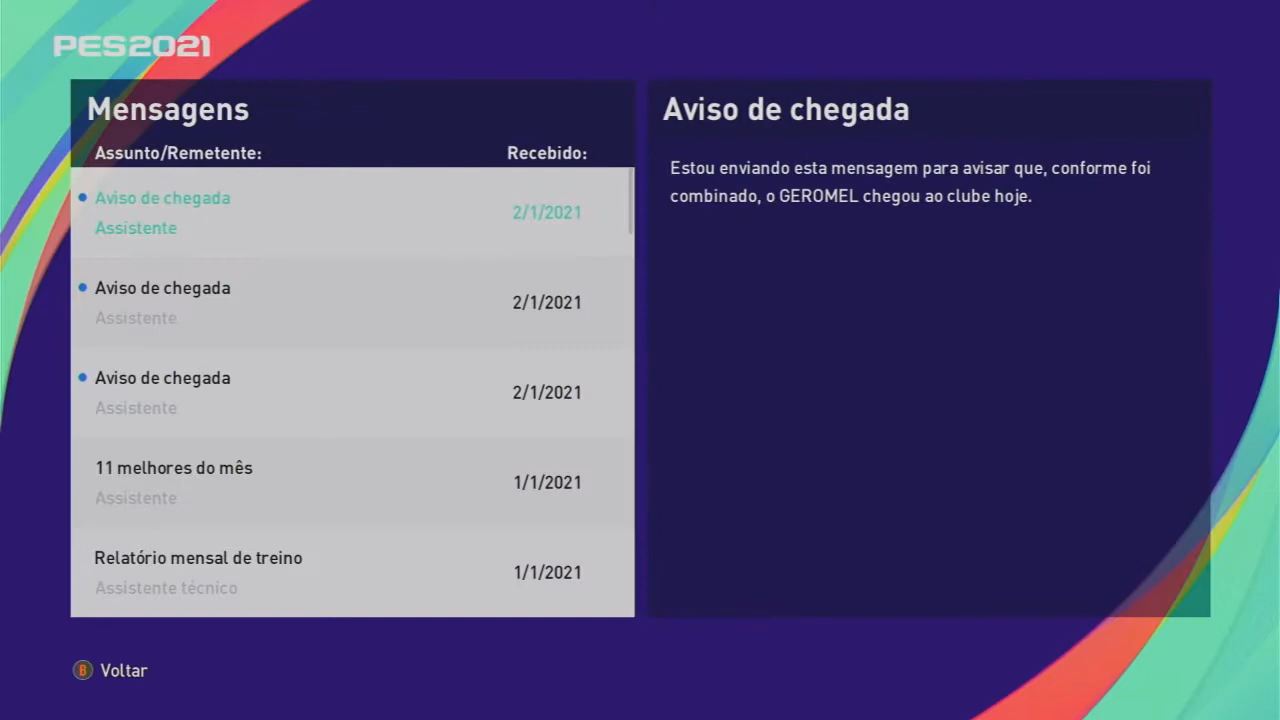 PES2021
Mensagens
Assunto/Remetente: Recebido:
Aviso de chegada
Assistente
2/1/2021
Aviso de chegada
Assistente
2/1/2021
Aviso de chegada
Assistente
2/1/2021
11 melhores do mês
Assistente
1/1/2021
Relatório mensal de treino
Assistente técnico
1/1/2021
Aviso de chegada
Estou enviando esta mensagem para avisar que, conforme foi
combinado, o GEROMEL chegou ao clube hoje.
B Voltar